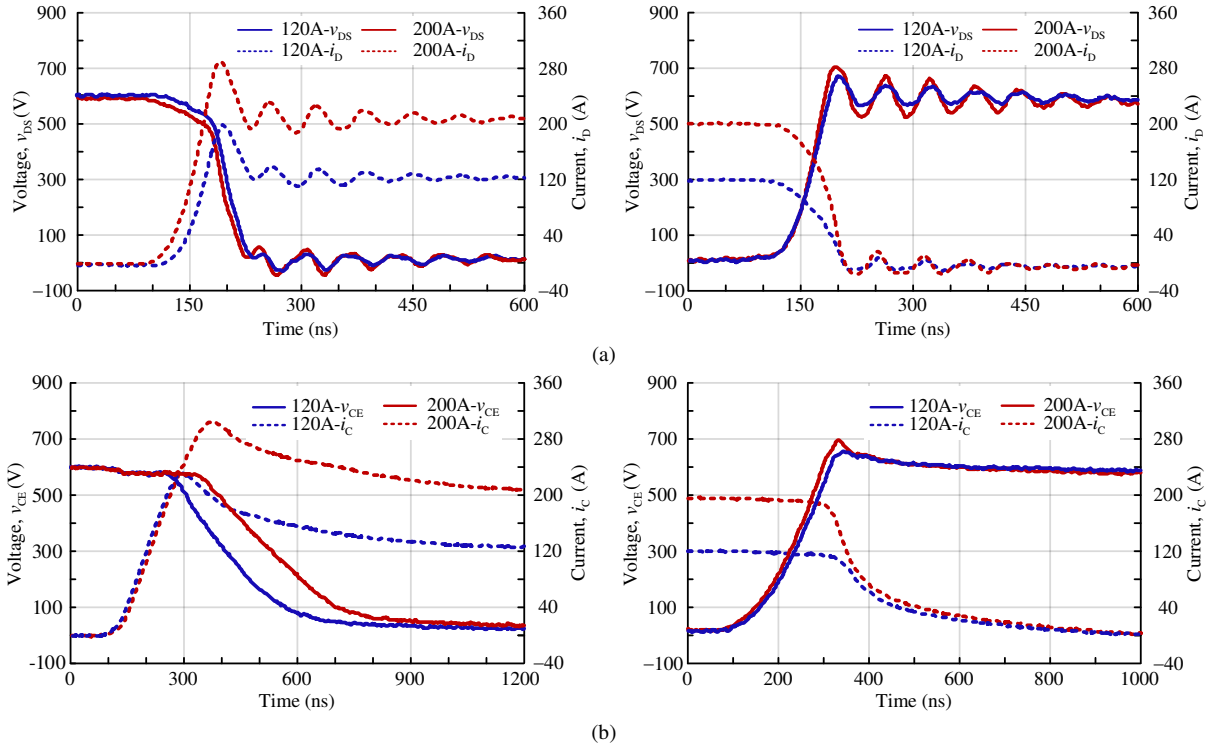 900
700
500
300
100
−100
Voltage, vDS (V)
360
280
200
120
40
−40
Current, iD (A)
120A-vDS 200A-vDS
120A-iD 200A-iD
0 150 300 450 600
Time (ns)
900
700
500
300
100
−100
Voltage, vDS (V)
360
280
200
120
40
−40
Current, iD (A)
120A-vDS 200A-vDS
120A-iD 200A-iD
0 150 300 450 600
Time (ns)
(a)
900
700
500
300
100
-100
Voltage, vCE (V)
360
280
200
120
40
−40
Current, iC (A)
120A-vCE 200A-vCE
120A-iC 200A-iC
0 300 600 900 1200
Time (ns)
900
700
500
300
100
−100
Voltage, vCE (V)
360
280
200
120
40
−40
Current, iC (A)
120A-vCE 200A-vCE
120A-iC 200A-iC
0 200 400 600 800 1000
Time (ns)
(b)